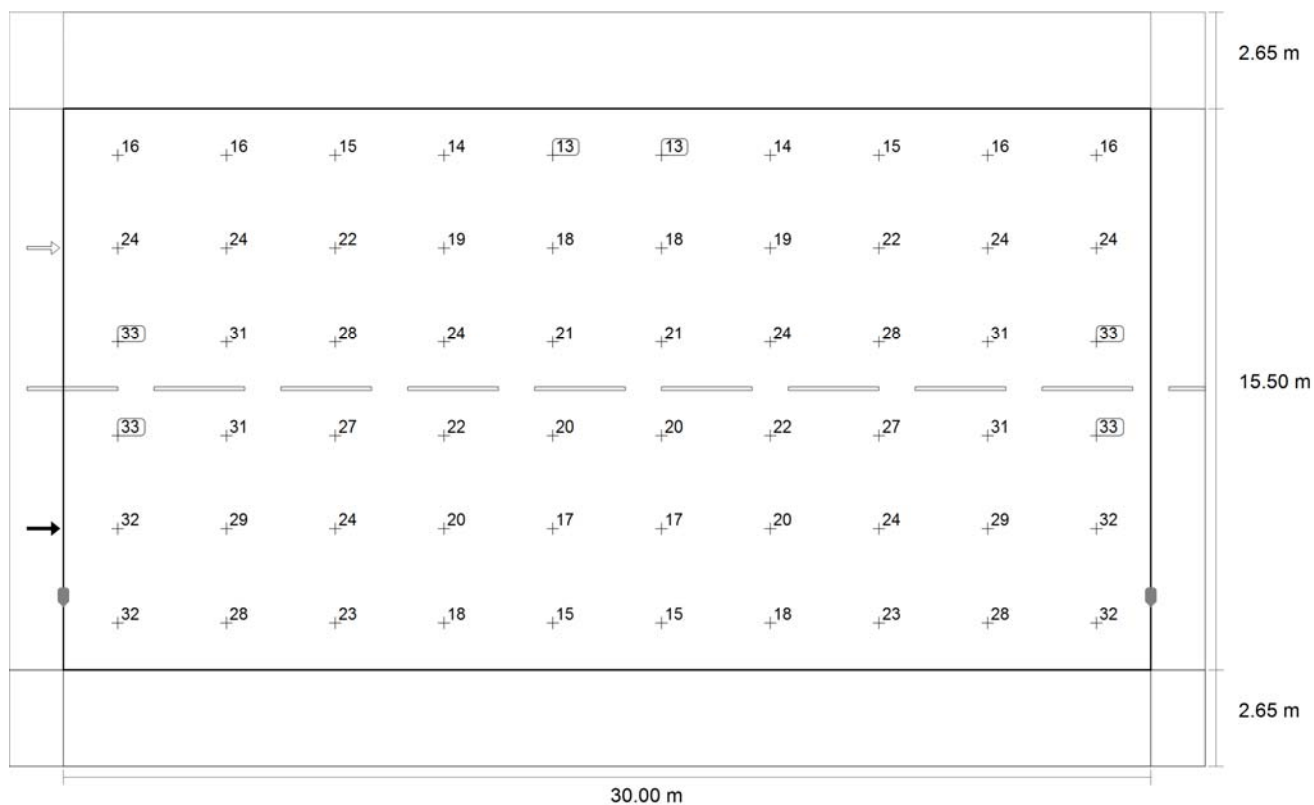 2.65 m
16 16 15 14 13 13 14 15 16 16
24 24 22 19 18 18 19 22 24 24
33 31 28 24 21 21 24 28 31 33
15.50 m
33 31 27 22 20 20 22 27 31 33
32 29 24 20 17 17 20 24 29 32
32 28 23 18 15 15 18 23 28 32
2.65 m
30.00 m